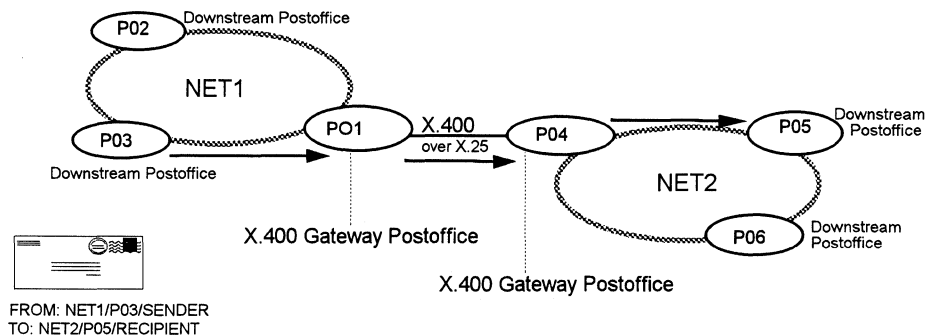 P02
Downstream Postoffice
NET1
P03
Downstream Postoffice
PO1
X.400
over X.25
P04
P05
Downstream
Postoffice
NET2
P06
Downstream
Postoffice
X.400 Gateway Postoffice
X.400 Gateway Postoffice
FROM: NET1/P03/SENDER
TO: NET2/P05/RECIPIENT